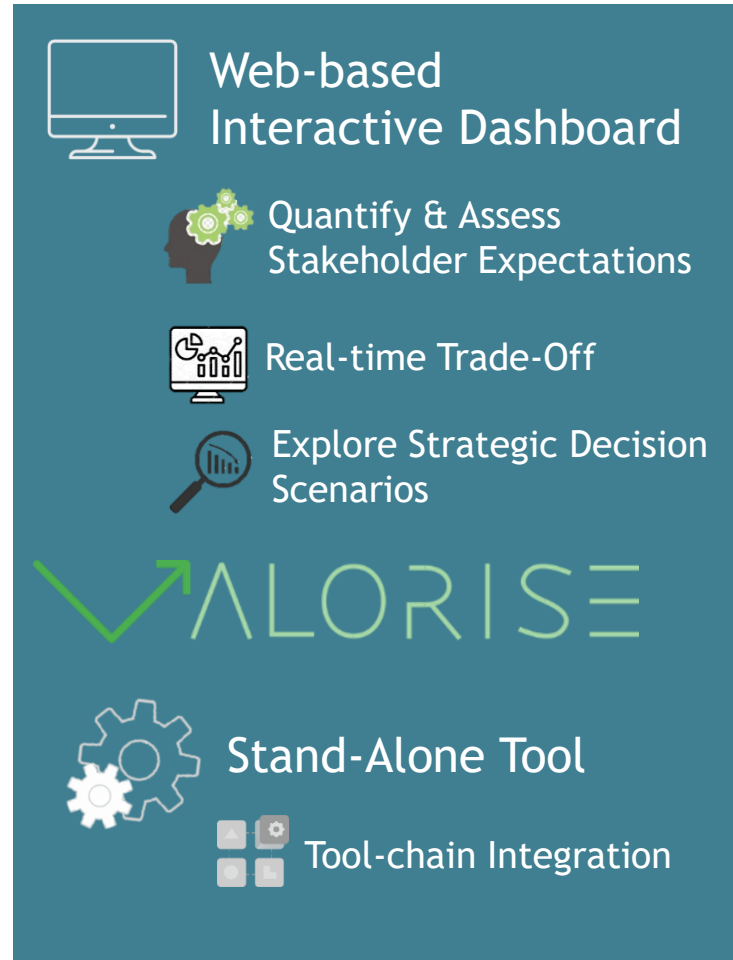 Web-based
Interactive Dashboard
Quantify & Assess
Stakeholder Expectations
Real-time Trade-Off
Explore Strategic Decision
Scenarios
VALORISE
Stand-Alone Tool
Tool-chain Integration